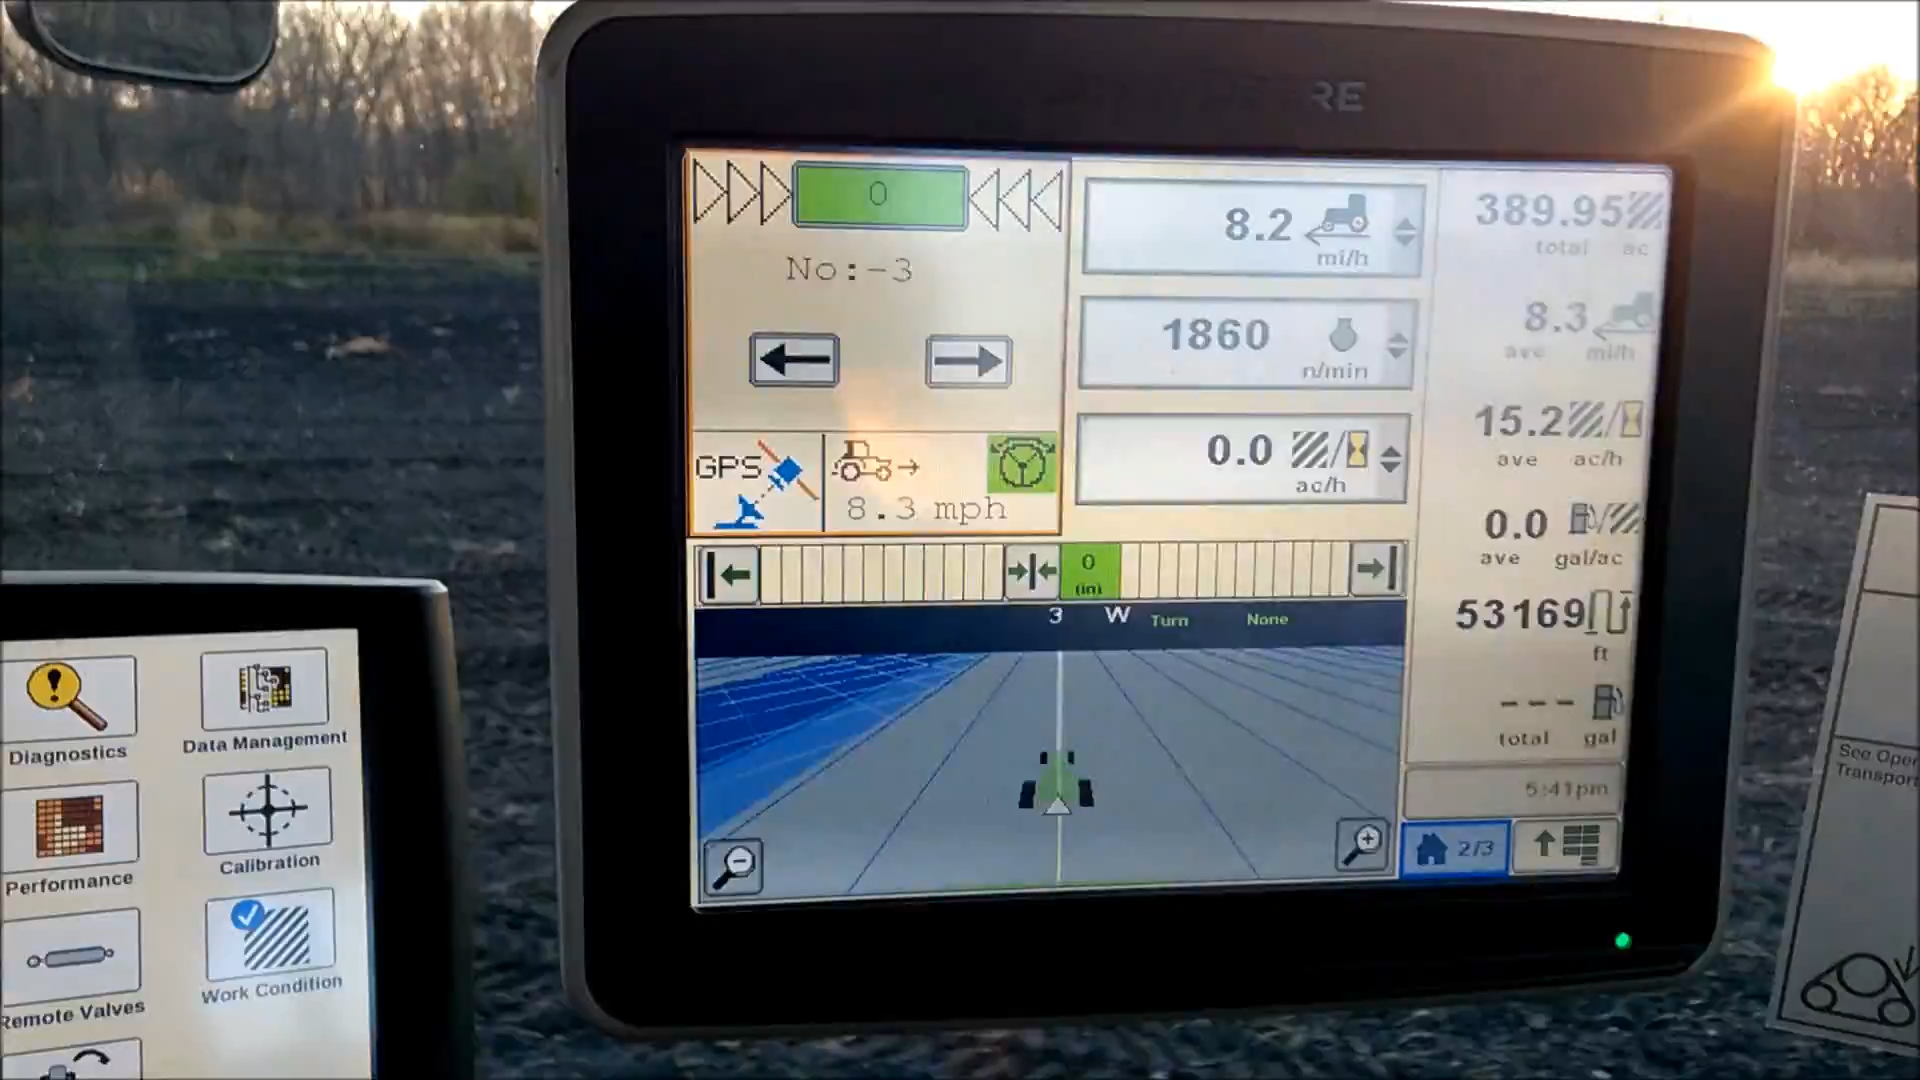 RE
0
No:-3
GPS
8.3 mph
8.2
mi/h
1860
n/min
0.0
ac/h
389.95
total ac
8.3
ave mi/h
15.2
ave ac/h
0.0
ave gal/ac
53169
ft
---
total gal
5:41pm
2/3
0
(in)
3 W Turn None
Diagnostics
Data Management
Performance
Calibration
Remote Valves
Work Condition
See Oper
Transport